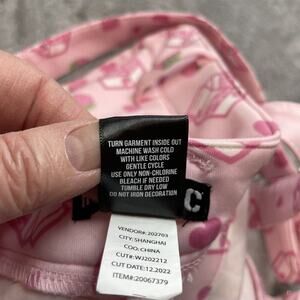 TURN GARMENT INSIDE OUT
MACHINE WASH COLD
WITH LIKE COLORS
GENTLE CYCLE
USE ONLY NON-CHLORINE
BLEACH IF NEEDED
TUMBLE DRY LOW
DO NOT IRON DECORATION
C
VENDOR#: 202703
CITY: SHANGHAI
COO: CHINA
CUT#: WJ202212
CUT DATE: 12.2022
ITEM#: 20067379